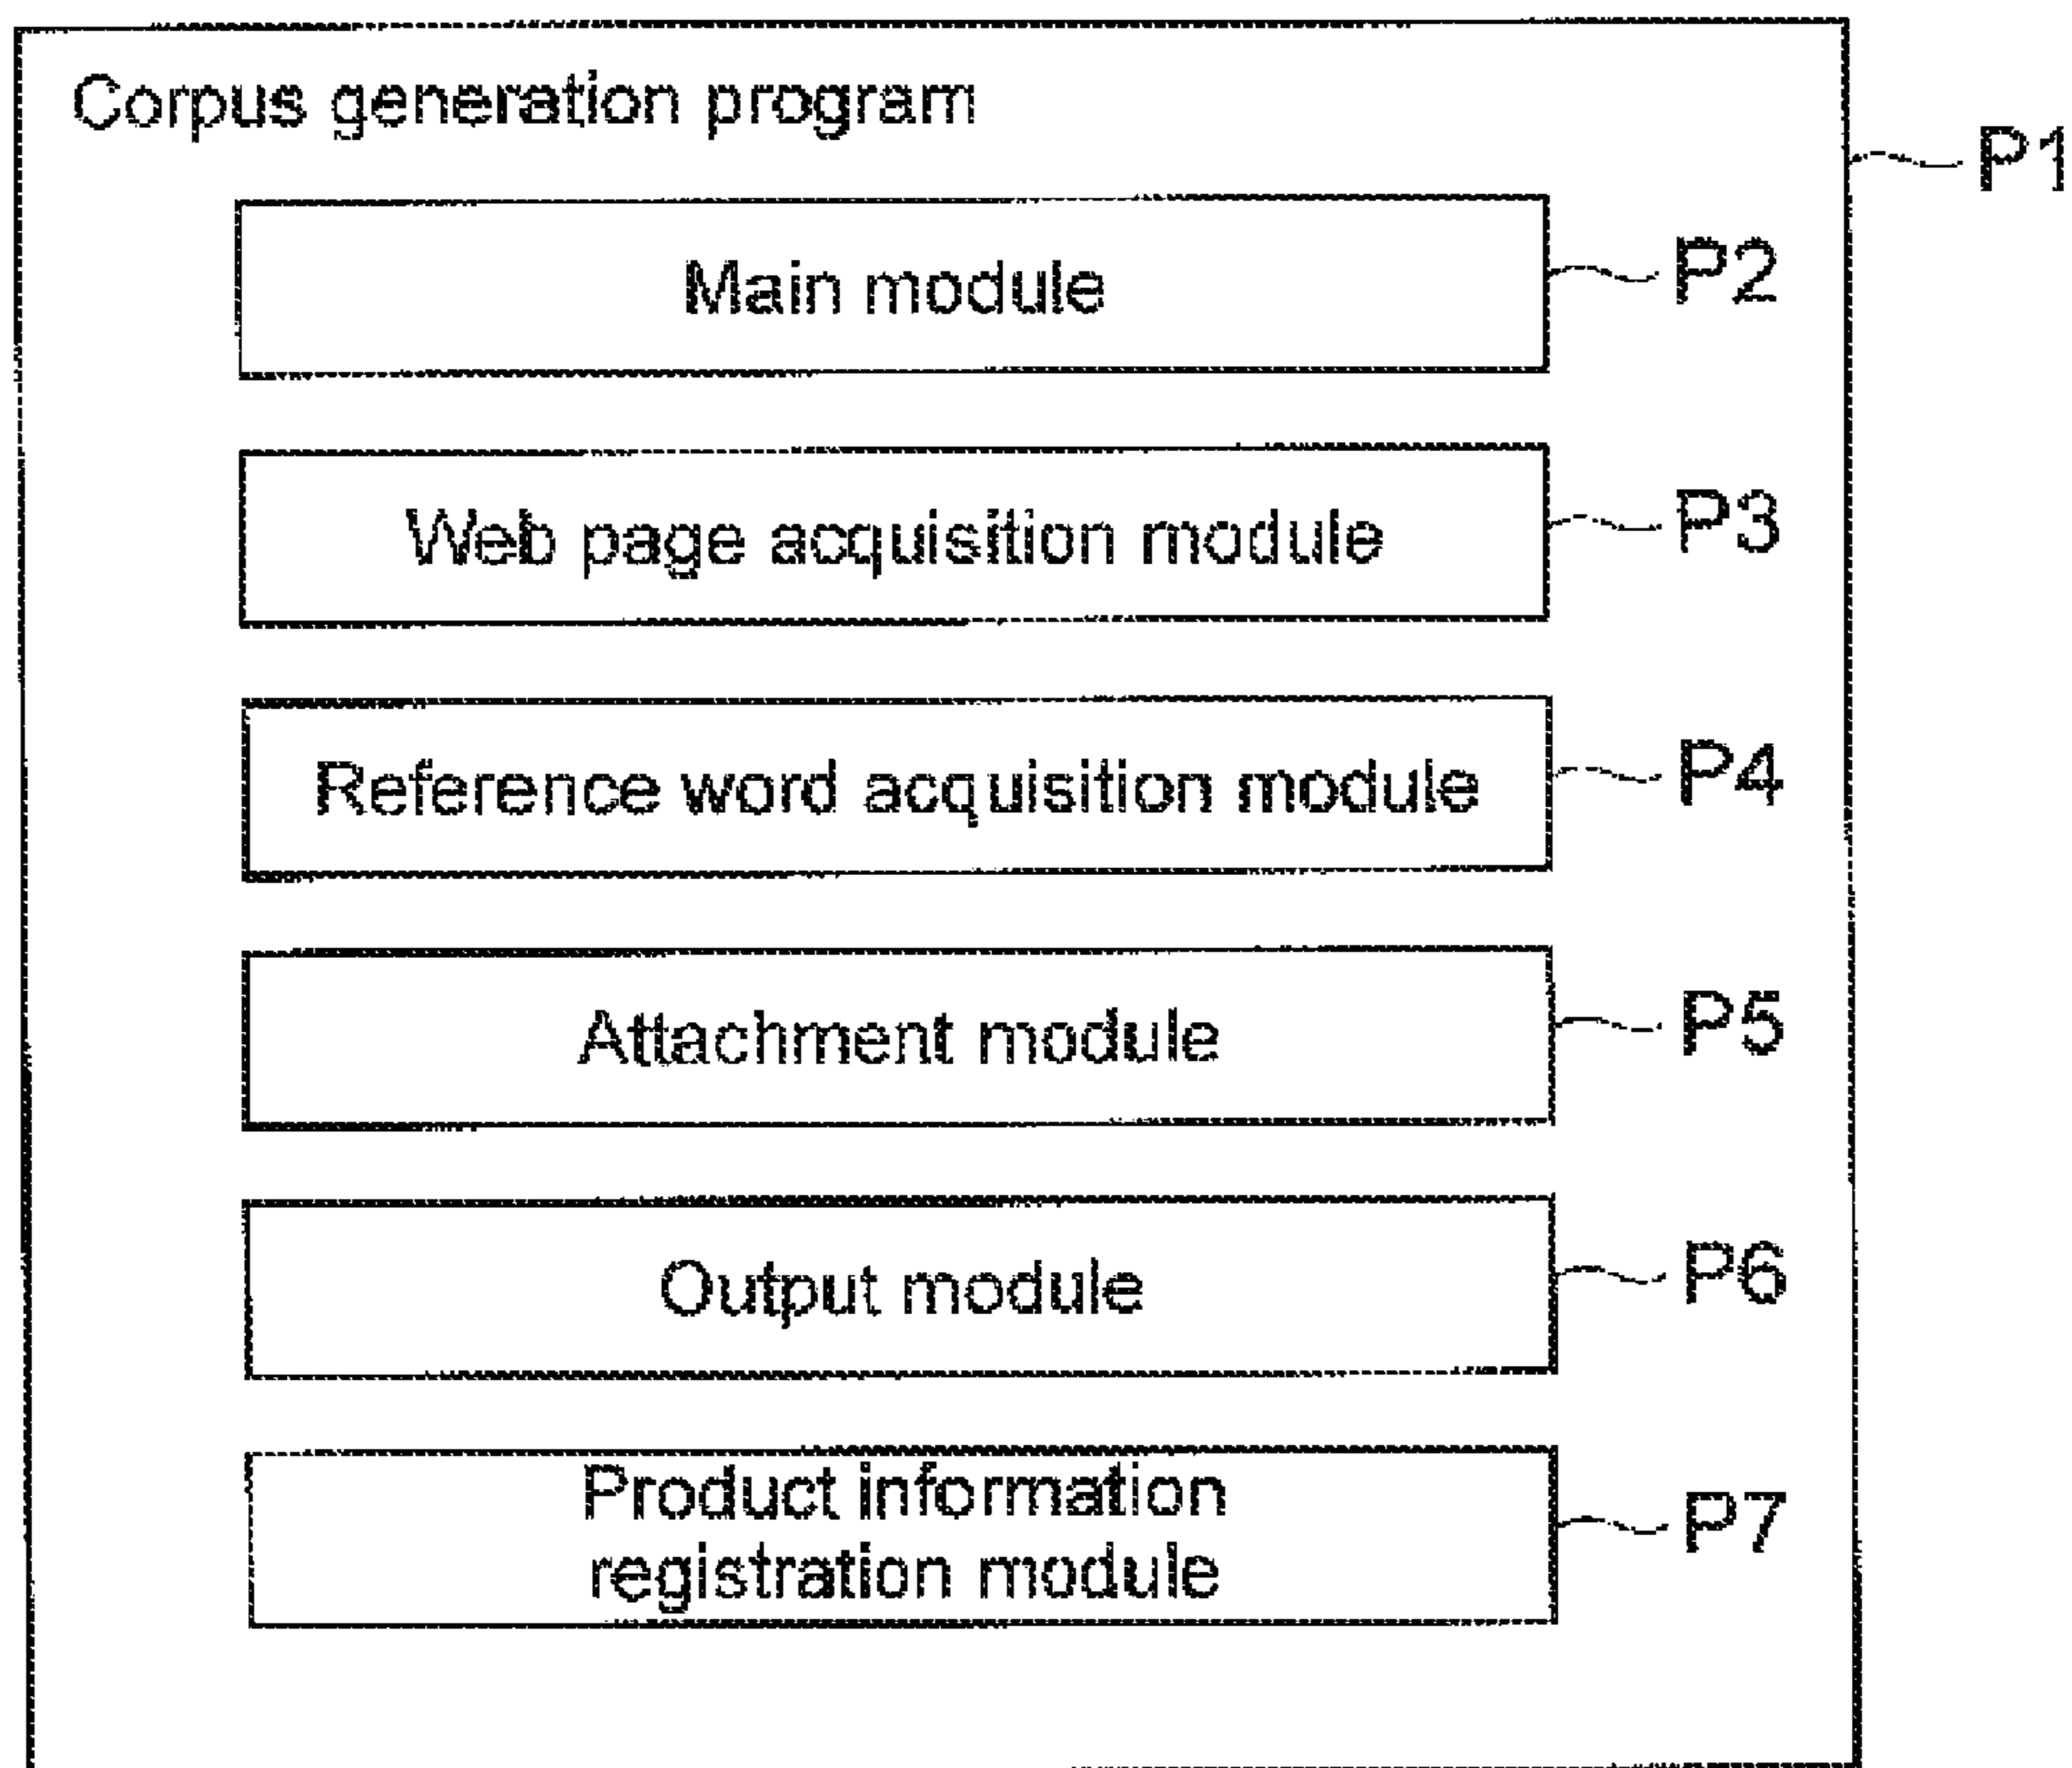 Corpus generation program
P1
Main module
P2
Web page acquisition module
P3
Reference word acquisition module
P4
Attachment module
P5
Output module
P6
Product information
registration module
P7